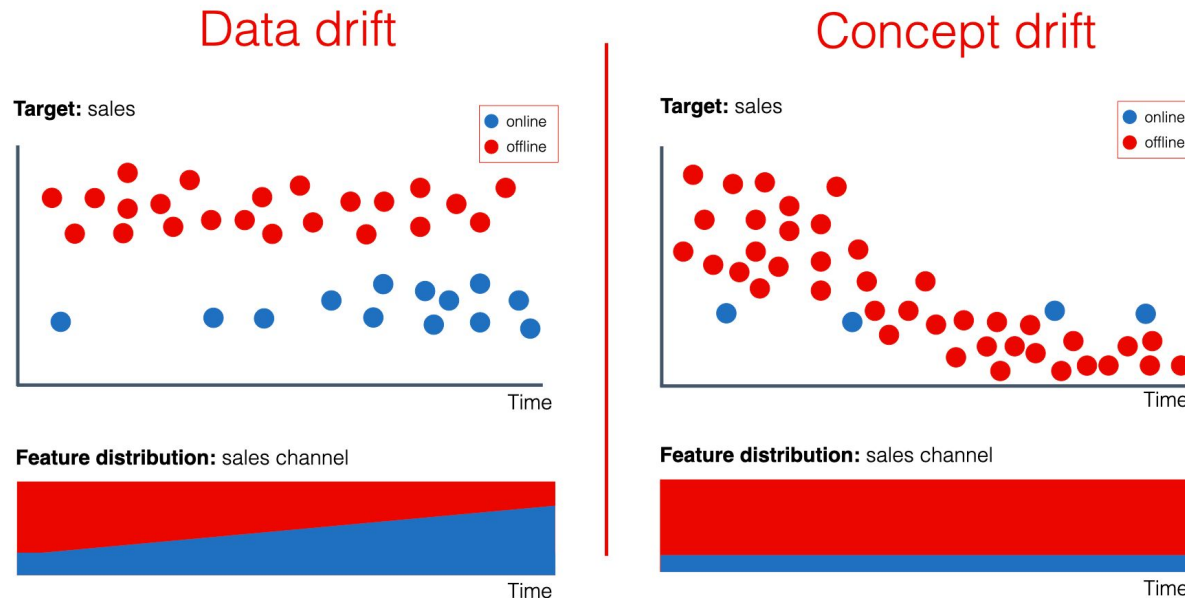 Data drift
Target: sales
online
offline
Time
Feature distribution: sales channel
Time
Concept drift
Target: sales
online
offline
Time
Feature distribution: sales channel
Time